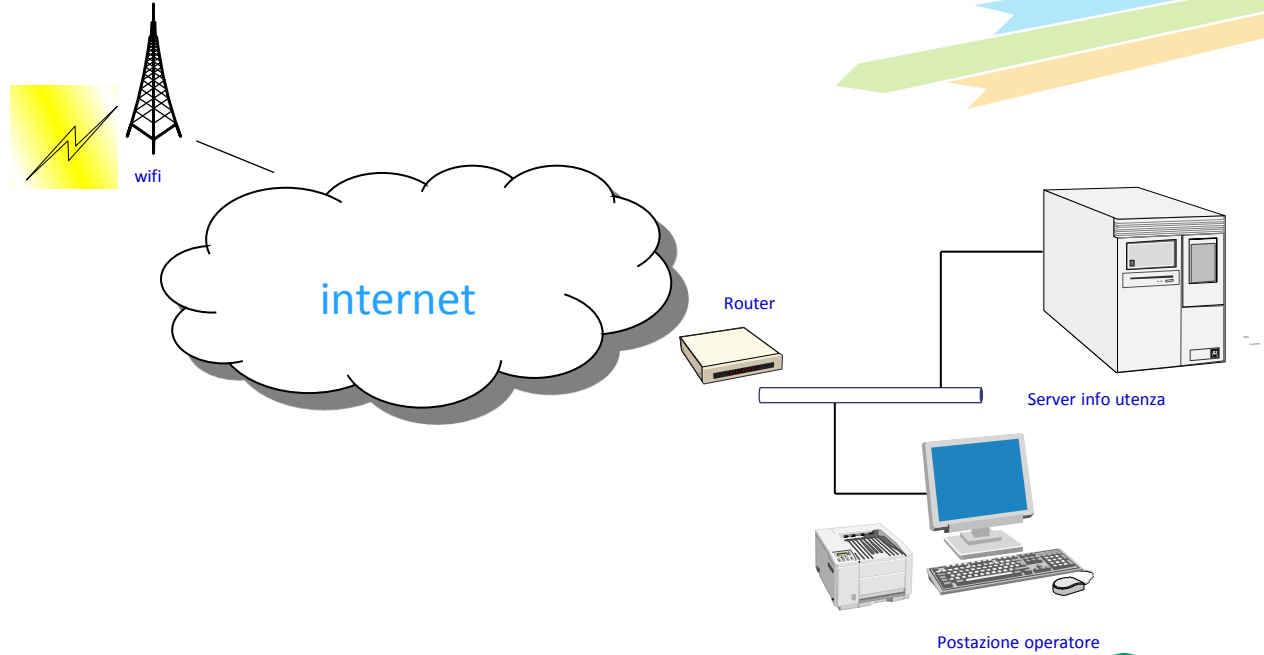 wifi
internet
Router
Server info utenza
Postazione operatore